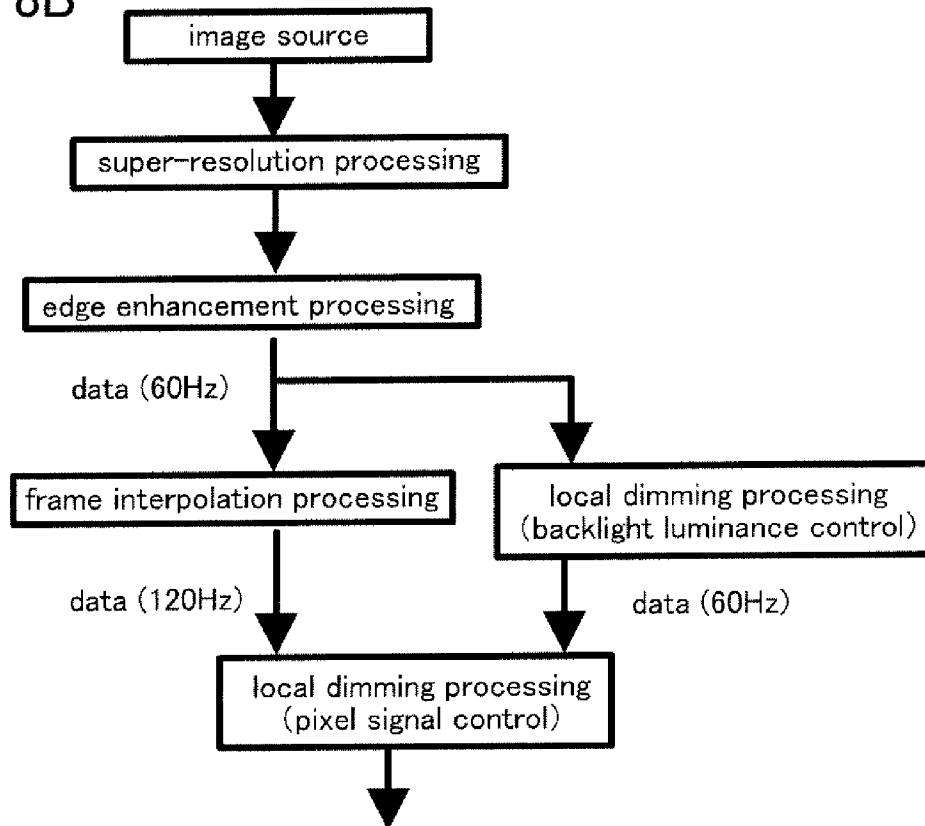 image source
super-resolution processing
edge enhancement processing
data (60Hz)
frame interpolation processing
local dimming processing
(backlight luminance control)
data (120Hz)
data (60Hz)
local dimming processing
(pixel signal control)